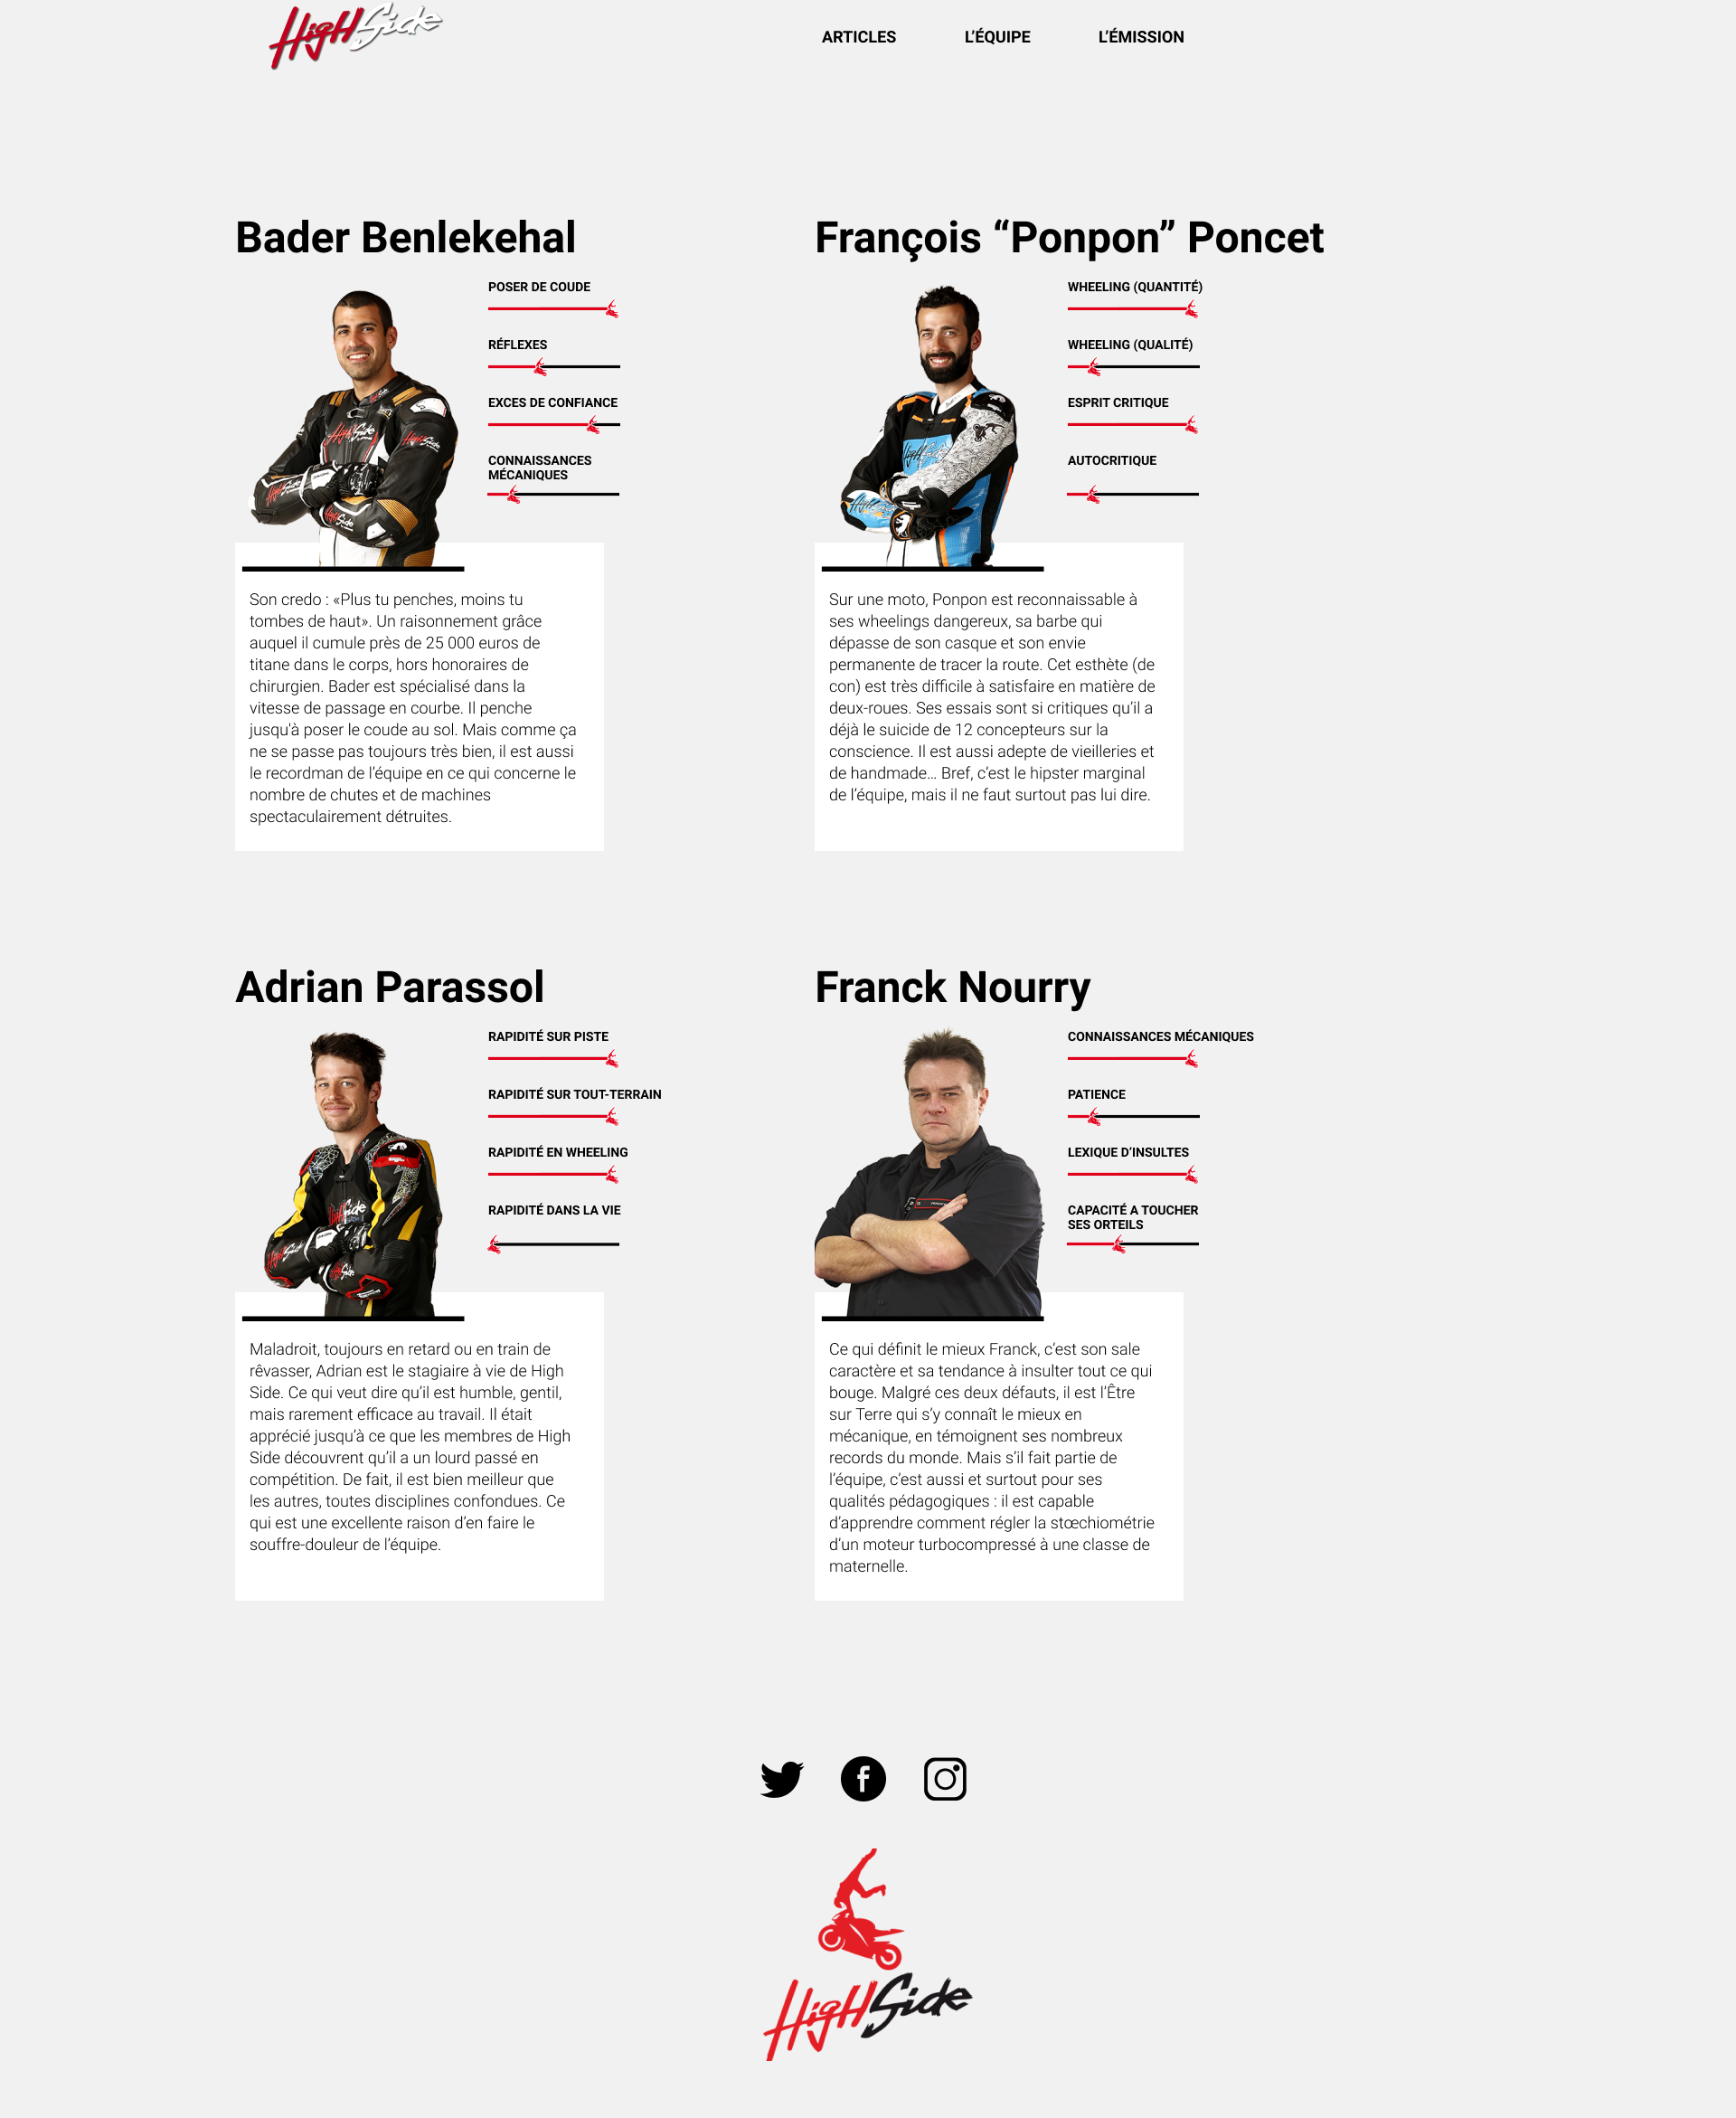 HigH Side
ARTICLES
L’ÉQUIPE
L’ÉMISSION
Bader Benlekehal
POSER DE COUDE
RÉFLEXES
EXCES DE CONFIANCE
CONNAISSANCES
MÉCANIQUES
HigH Side
Son credo : «Plus tu penches, moins tu
tombes de haut». Un raisonnement grâce
auquel il cumule près de 25 000 euros de
titane dans le corps, hors honoraires de
chirurgien. Bader est spécialisé dans la
vitesse de passage en courbe. Il penche
jusqu'à poser le coude au sol. Mais comme ça
ne se passe pas toujours très bien, il est aussi
le recordman de l’équipe en ce qui concerne le
nombre de chutes et de machines
spectaculairement détruites.
François “Ponpon” Poncet
WHEELING (QUANTITÉ)
WHEELING (QUALITÉ)
ESPRIT CRITIQUE
AUTOCRITIQUE
Sur une moto, Ponpon est reconnaissable à
ses wheelings dangereux, sa barbe qui
dépasse de son casque et son envie
permanente de tracer la route. Cet esthète (de
con) est très difficile à satisfaire en matière de
deux-roues. Ses essais sont si critiques qu’il a
déjà le suicide de 12 concepteurs sur la
conscience. Il est aussi adepte de vieilleries et
de handmade… Bref, c’est le hipster marginal
de l’équipe, mais il ne faut surtout pas lui dire.
Adrian Parassol
RAPIDITÉ SUR PISTE
RAPIDITÉ SUR TOUT-TERRAIN
RAPIDITÉ EN WHEELING
RAPIDITÉ DANS LA VIE
HigH Side
Maladroit, toujours en retard ou en train de
rêvasser, Adrian est le stagiaire à vie de High
Side. Ce qui veut dire qu’il est humble, gentil,
mais rarement efficace au travail. Il était
apprécié jusqu’à ce que les membres de High
Side découvrent qu’il a un lourd passé en
compétition. De fait, il est bien meilleur que
les autres, toutes disciplines confondues. Ce
qui est une excellente raison d’en faire le
souffre-douleur de l’équipe.
Franck Nourry
CONNAISSANCES MÉCANIQUES
PATIENCE
LEXIQUE D’INSULTES
CAPACITÉ A TOUCHER
SES ORTEILS
Ce qui définit le mieux Franck, c’est son sale
caractère et sa tendance à insulter tout ce qui
bouge. Malgré ces deux défauts, il est l’Être
sur Terre qui s’y connaît le mieux en
mécanique, en témoignent ses nombreux
records du monde. Mais s’il fait partie de
l’équipe, c’est aussi et surtout pour ses
qualités pédagogiques : il est capable
d’apprendre comment régler la stœchiométrie
d’un moteur turbocompressé à une classe de
maternelle.
HigH Side